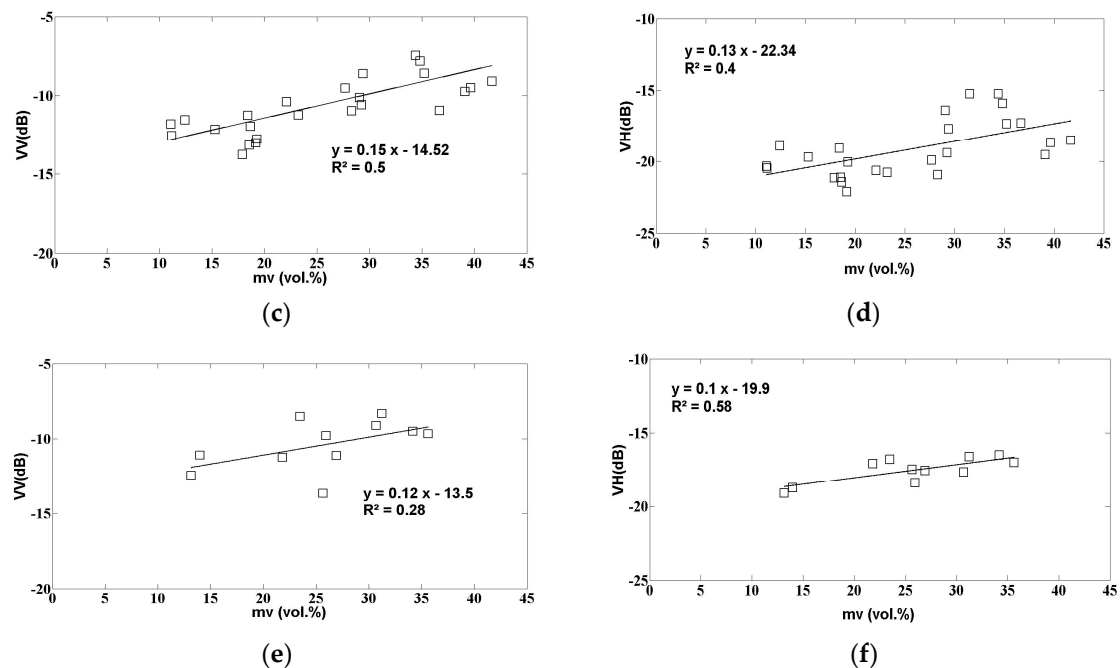 -5
-10
-15
-20
VV(dB)
y = 0.15 x - 14.52
R² = 0.5
0 5 10 15 20 25 30 35 40 45
mv (vol.%)
(c)
-10
-15
-20
-25
VH(dB)
y = 0.13 x - 22.34
R² = 0.4
0 5 10 15 20 25 30 35 40 45
mv (vol.%)
(d)
-5
-10
-15
-20
VV(dB)
y = 0.12 x - 13.5
R² = 0.28
0 5 10 15 20 25 30 35 40 45
mv (vol.%)
(e)
-10
-15
-20
-25
VH(dB)
y = 0.1 x - 19.9
R² = 0.58
0 5 10 15 20 25 30 35 40 45
mv (vol.%)
(f)